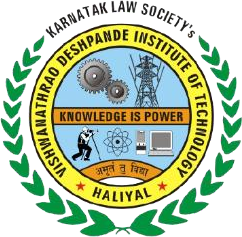 KARNATAK LAW SOCIETY's
VISHWANATHRAO DESHPANDE INSTITUTE OF TECHNOLOGY
KNOWLEDGE IS POWER
अमृतं तु विद्या
HALIYAL